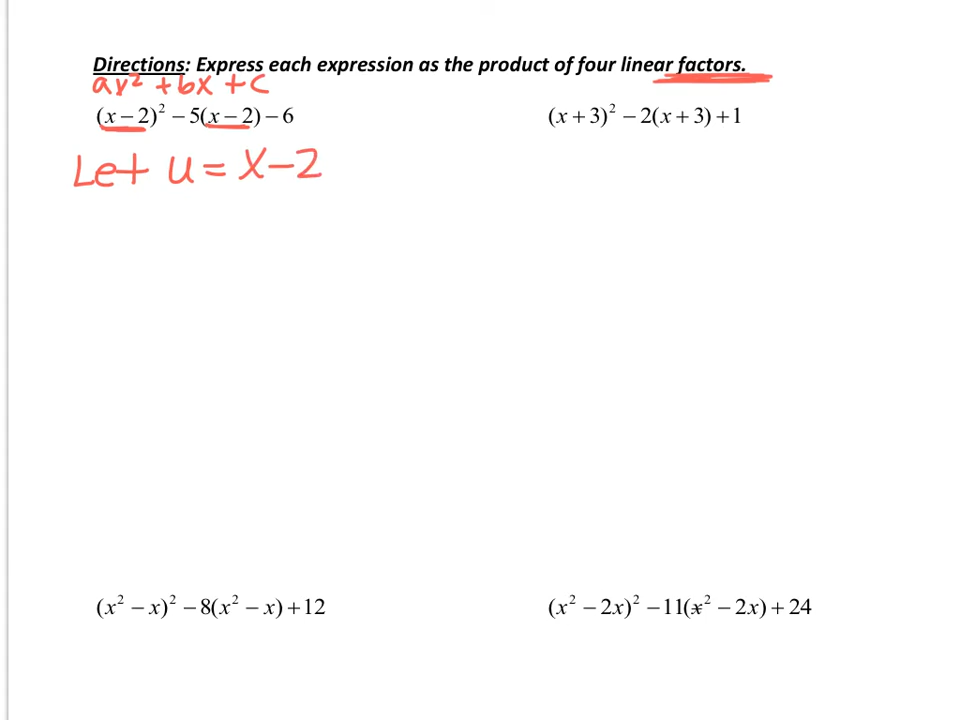 Directions: Express each expression as the product of four linear factors.
ax² + bx + c
(x − 2)² − 5(x − 2) − 6
(x + 3)² − 2(x + 3) + 1
Let u = x − 2
(x² − x)² − 8(x² − x) + 12
(x² − 2x)² − 11(x² − 2x) + 24